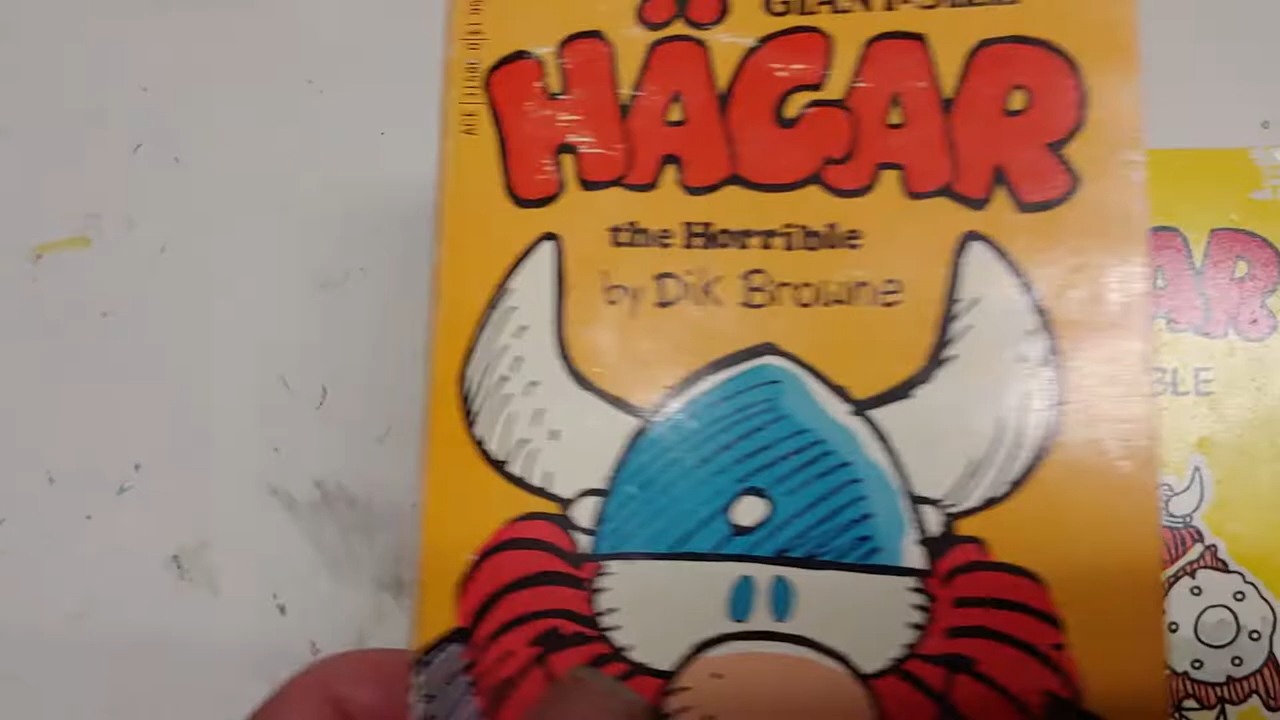 GIANT-SIZE
HÄGAR
the Horrible
by Dik Browne
AR
BLE